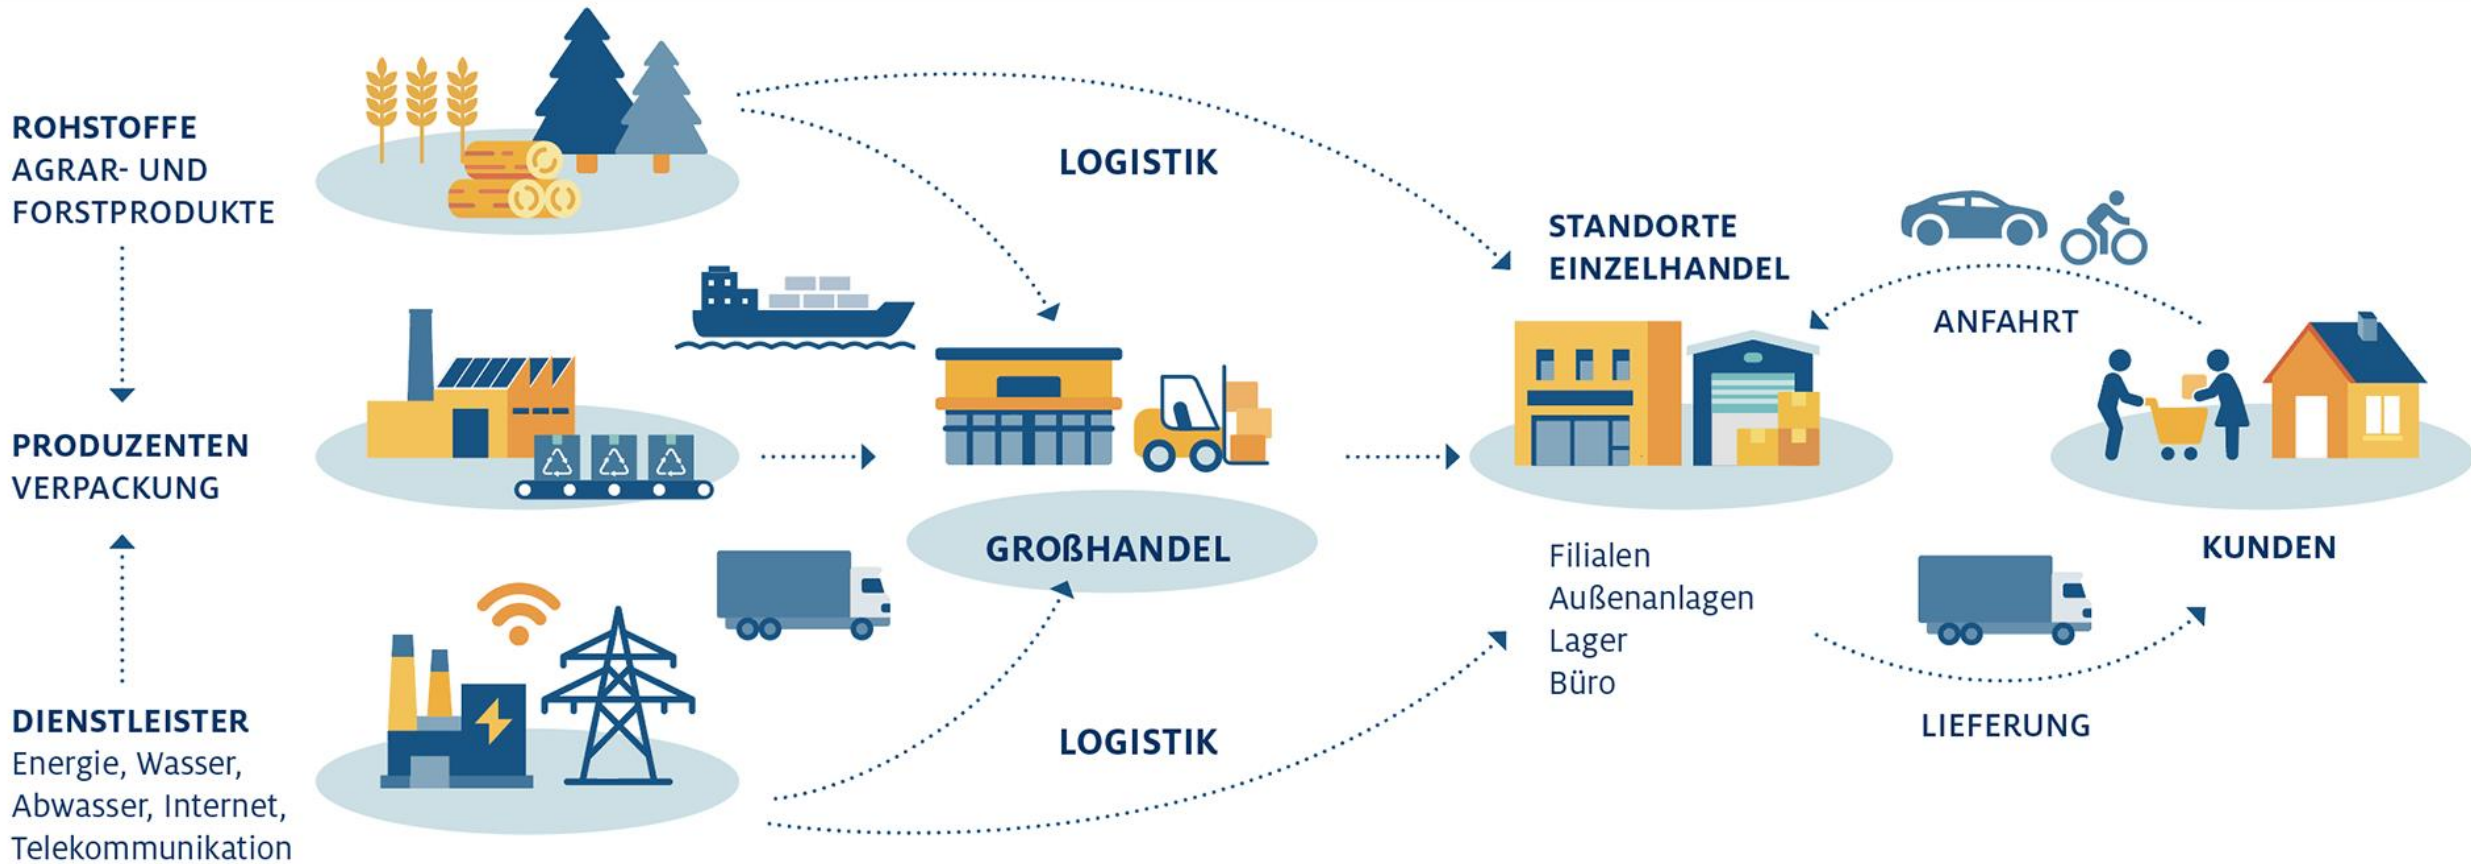 ROHSTOFFE
AGRAR- UND
FORSTPRODUKTE
PRODUZENTEN
VERPACKUNG
DIENSTLEISTER
Energie, Wasser,
Abwasser, Internet,
Telekommunikation
LOGISTIK
GROßHANDEL
LOGISTIK
STANDORTE
EINZELHANDEL
Filialen
Außenanlagen
Lager
Büro
ANFAHRT
KUNDEN
LIEFERUNG